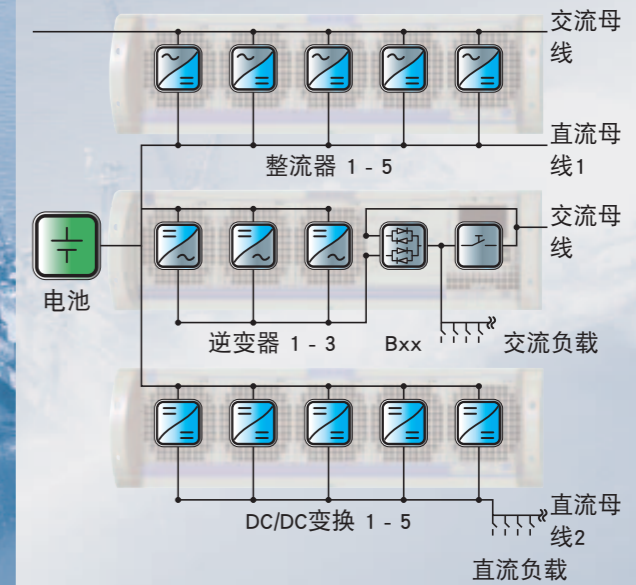 交流母
线
直流母
线1
整流器 1 - 5
交流母
线
电池
逆变器 1 - 3
Bxx
交流负载
DC/DC变换 1 - 5
直流母
线2
直流负载